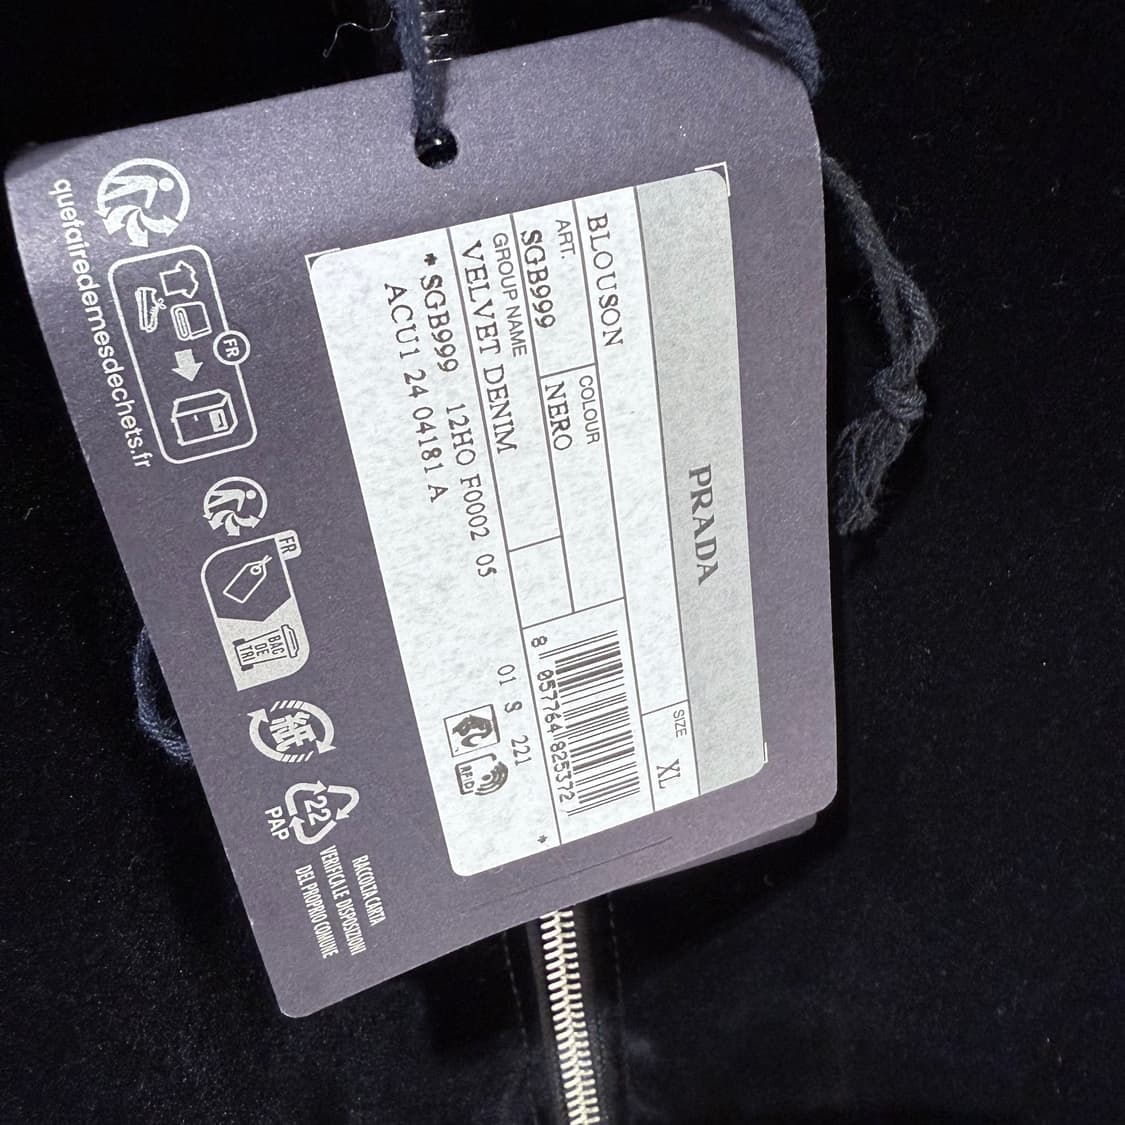 PRADA
BLOUSON
SIZE
XL
ART.
SGB999
COLOUR
NERO
GROUP NAME
VELVET DENIM
8 057764 825372
* SGB999 12HO F0002 05 01 S 221 *
ACU1 24 04181 A
RFID
quefairedemesdechets.fr
FR
FR
BAC
DE
TRI
紙
22
PAP
RACCOLTA CARTA
VERIFICA LE DISPOSIZIONI
DEL PROPRIO COMUNE